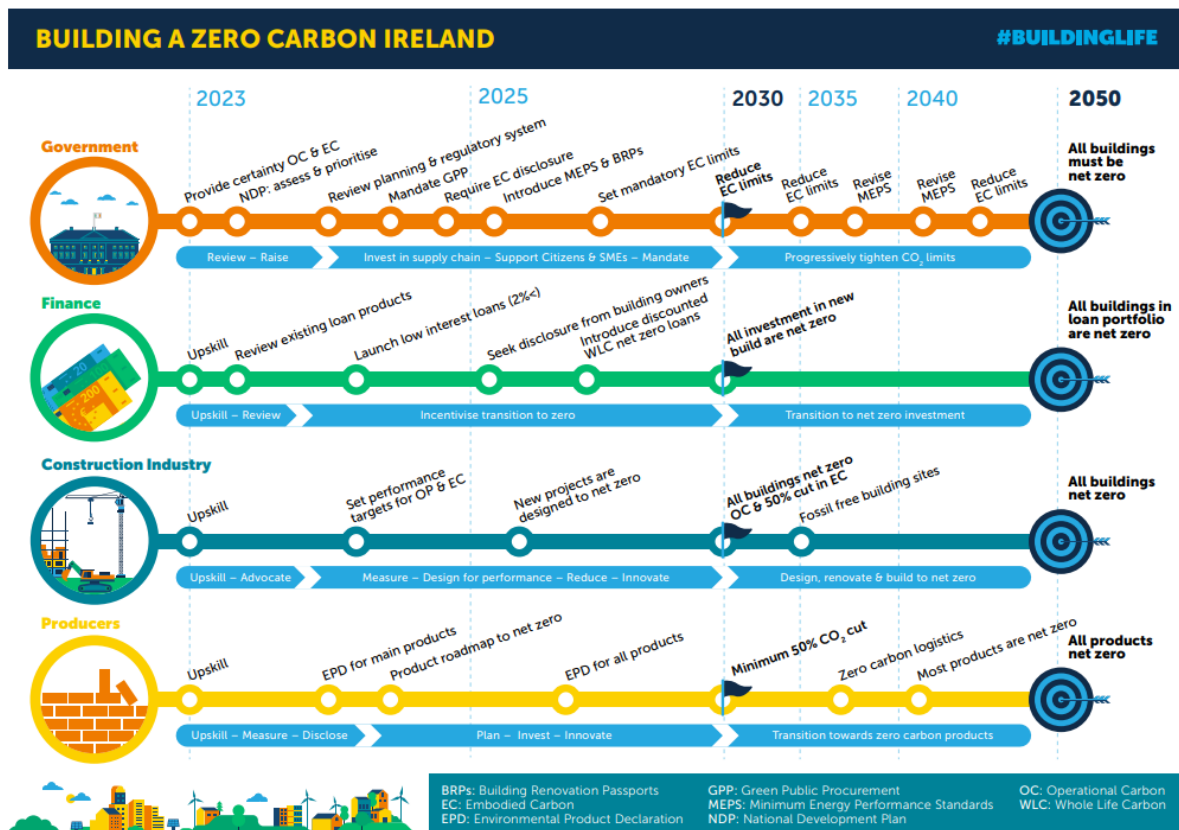 BUILDING A ZERO CARBON IRELAND
#BUILDINGLIFE
2023
2025
2030
2035
2040
2050
Government
Provide certainty OC & EC
NDP: assess & prioritise
Review planning & regulatory system
Mandate GPP
Require EC disclosure
Introduce MEPS & BRPs
Set mandatory EC limits
Reduce
EC limits
Reduce
EC limits
Revise
MEPS
Revise
MEPS
Reduce
EC limits
All buildings
must be
net zero
Review – Raise
Invest in supply chain – Support Citizens & SMEs – Mandate
Progressively tighten CO₂ limits
Finance
20
200
Upskill
Review existing loan products
Launch low interest loans (2%<)
Seek disclosure from building owners
Introduce discounted
WLC net zero loans
All investment in new
build are net zero
All buildings in
loan portfolio
are net zero
Upskill – Review
Incentivise transition to zero
Transition to net zero investment
Construction Industry
Upskill
Set performance
targets for OP & EC
New projects are
designed to net zero
All buildings net zero
OC & 50% cut in EC
Fossil free building sites
All buildings
net zero
Upskill – Advocate
Measure – Design for performance – Reduce – Innovate
Design, renovate & build to net zero
Producers
Upskill
EPD for main products
Product roadmap to net zero
EPD for all products
Minimum 50% CO₂ cut
Zero carbon logistics
Most products are net zero
All products
net zero
Upskill – Measure – Disclose
Plan – Invest – Innovate
Transition towards zero carbon products
BRPs: Building Renovation Passports
EC: Embodied Carbon
EPD: Environmental Product Declaration
GPP: Green Public Procurement
MEPS: Minimum Energy Performance Standards
NDP: National Development Plan
OC: Operational Carbon
WLC: Whole Life Carbon